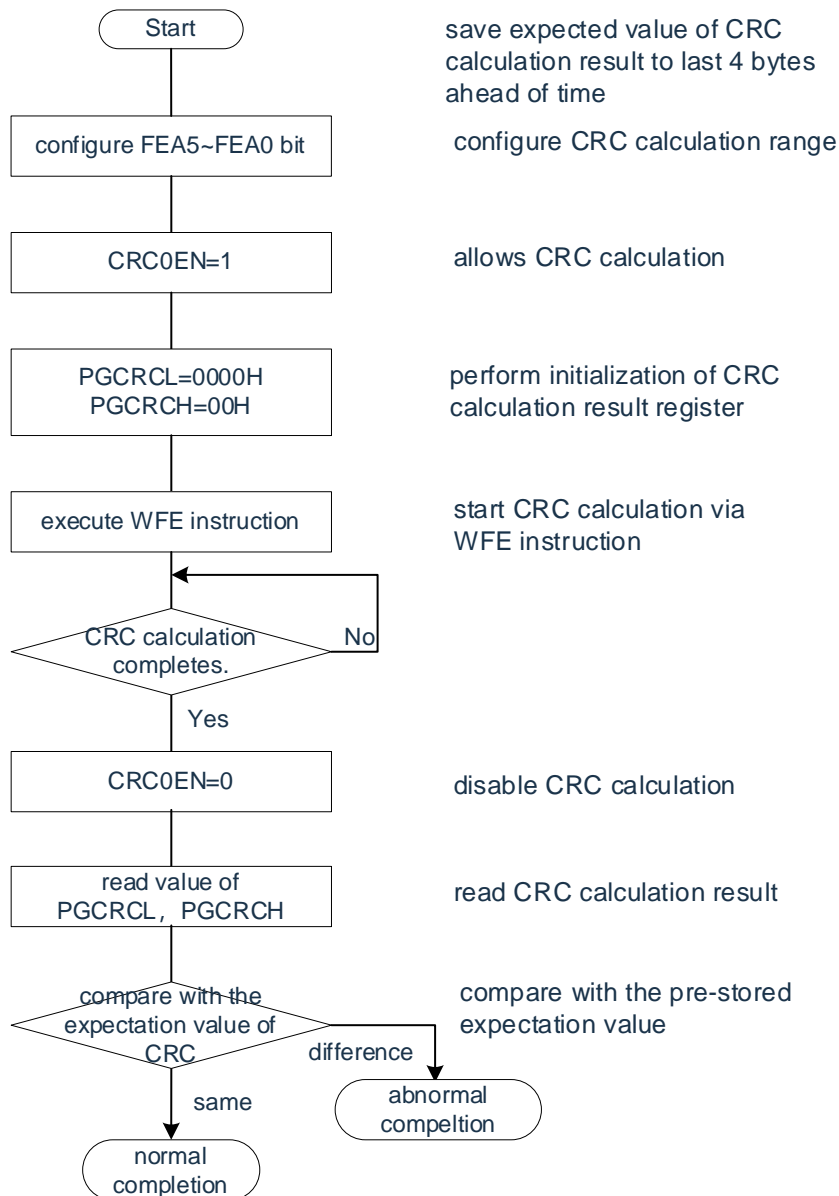 Start
save expected value of CRC
calculation result to last 4 bytes
ahead of time
configure FEA5~FEA0 bit
configure CRC calculation range
CRC0EN=1
allows CRC calculation
PGCRCL=0000H
PGCRCH=00H
perform initialization of CRC
calculation result register
execute WFE instruction
start CRC calculation via
WFE instruction
CRC calculation
completes.
No
Yes
CRC0EN=0
disable CRC calculation
read value of
PGCRCL，PGCRCH
read CRC calculation result
compare with the
expectation value of
CRC
compare with the pre-stored
expectation value
difference
same
abnormal
compeltion
normal
completion